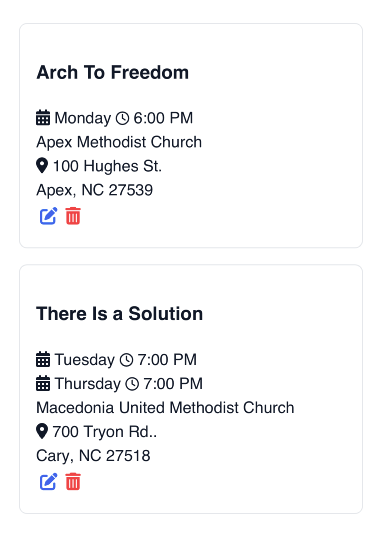 Arch To Freedom
Monday 6:00 PM
Apex Methodist Church
100 Hughes St.
Apex, NC 27539
There Is a Solution
Tuesday 7:00 PM
Thursday 7:00 PM
Macedonia United Methodist Church
700 Tryon Rd..
Cary, NC 27518